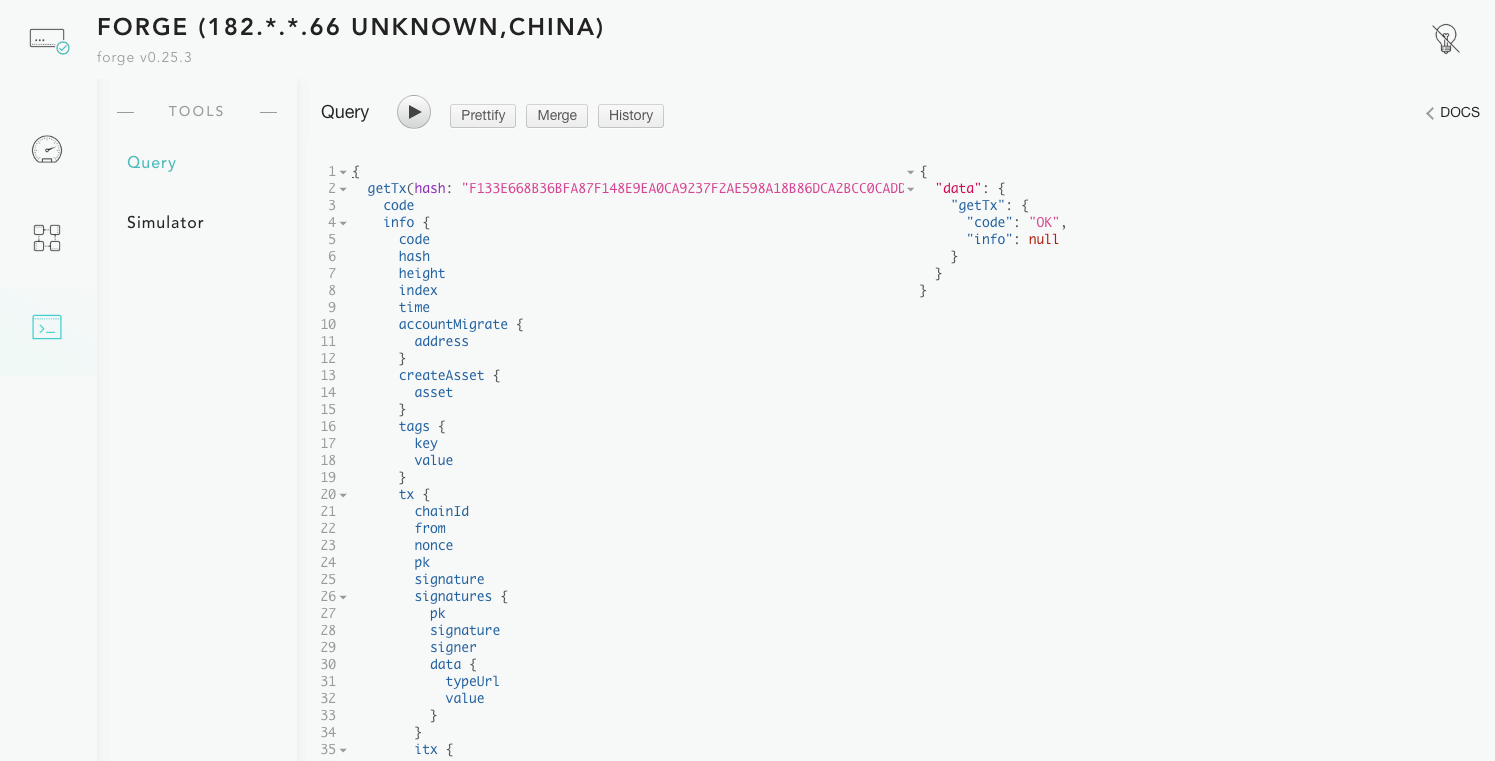 FORGE (182.*.*.66 UNKNOWN,CHINA)
forge v0.25.3
TOOLS
Query
Simulator
Query
Prettify
Merge
History
DOCS
1 {
2 getTx(hash: "F133E668B36BFA87F148E9EA0CA9237F2AE598A18B86DCA2BCC0CADD
3 code
4 info {
5 code
6 hash
7 height
8 index
9 time
10 accountMigrate {
11 address
12 }
13 createAsset {
14 asset
15 }
16 tags {
17 key
18 value
19 }
20 tx {
21 chainId
22 from
23 nonce
24 pk
25 signature
26 signatures {
27 pk
28 signature
29 signer
30 data {
31 typeUrl
32 value
33 }
34 }
35 itx {
{
"data": {
"getTx": {
"code": "OK",
"info": null
}
}
}